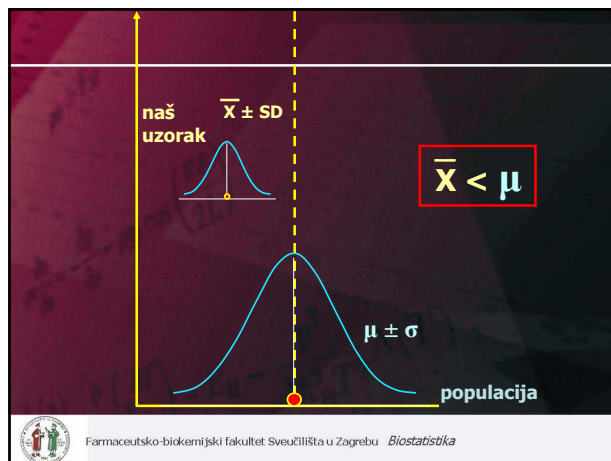 naš
uzorak
X̅ ± SD
X̅ < μ
μ ± σ
populacija
Farmaceutsko-biokemijski fakultet Sveučilišta u Zagrebu Biostatistika